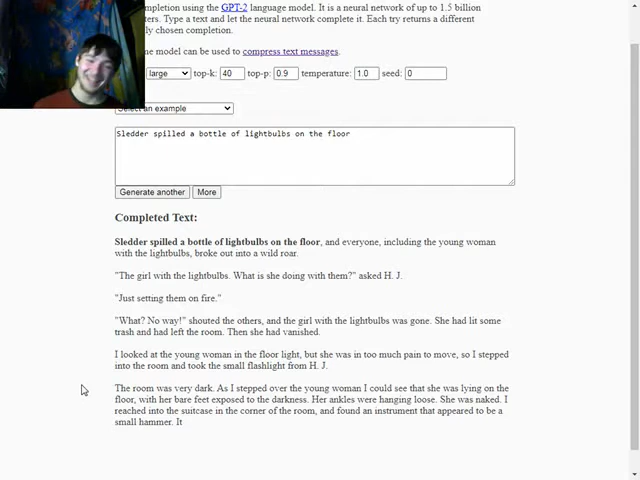 ompletion using the GPT-2 language model. It is a neural network of up to 1.5 billion
ters. Type a text and let the neural network complete it. Each try returns a different
ly chosen completion.
me model can be used to compress text messages.
large top-k: 40 top-p: 0.9 temperature: 1.0 seed: 0
Select an example
Sledder spilled a bottle of lightbulbs on the floor
Generate another More
Completed Text:
Sledder spilled a bottle of lightbulbs on the floor, and everyone, including the young woman
with the lightbulbs, broke out into a wild roar.
"The girl with the lightbulbs. What is she doing with them?" asked H. J.
"Just setting them on fire."
"What? No way!" shouted the others, and the girl with the lightbulbs was gone. She had lit some
trash and had left the room. Then she had vanished.
I looked at the young woman in the floor light, but she was in too much pain to move, so I stepped
into the room and took the small flashlight from H. J.
The room was very dark. As I stepped over the young woman I could see that she was lying on the
floor, with her bare feet exposed to the darkness. Her ankles were hanging loose. She was naked. I
reached into the suitcase in the corner of the room, and found an instrument that appeared to be a
small hammer. It